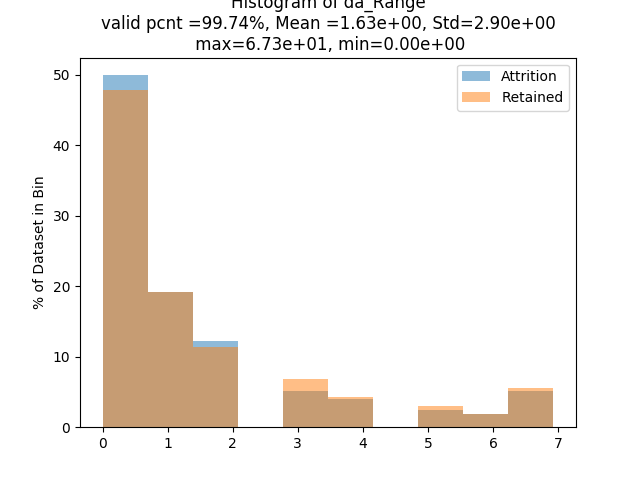 Histogram of da_Range
valid pcnt =99.74%, Mean =1.63e+00, Std=2.90e+00
max=6.73e+01, min=0.00e+00
Attrition
Retained
% of Dataset in Bin
50
40
30
20
10
0
0 1 2 3 4 5 6 7